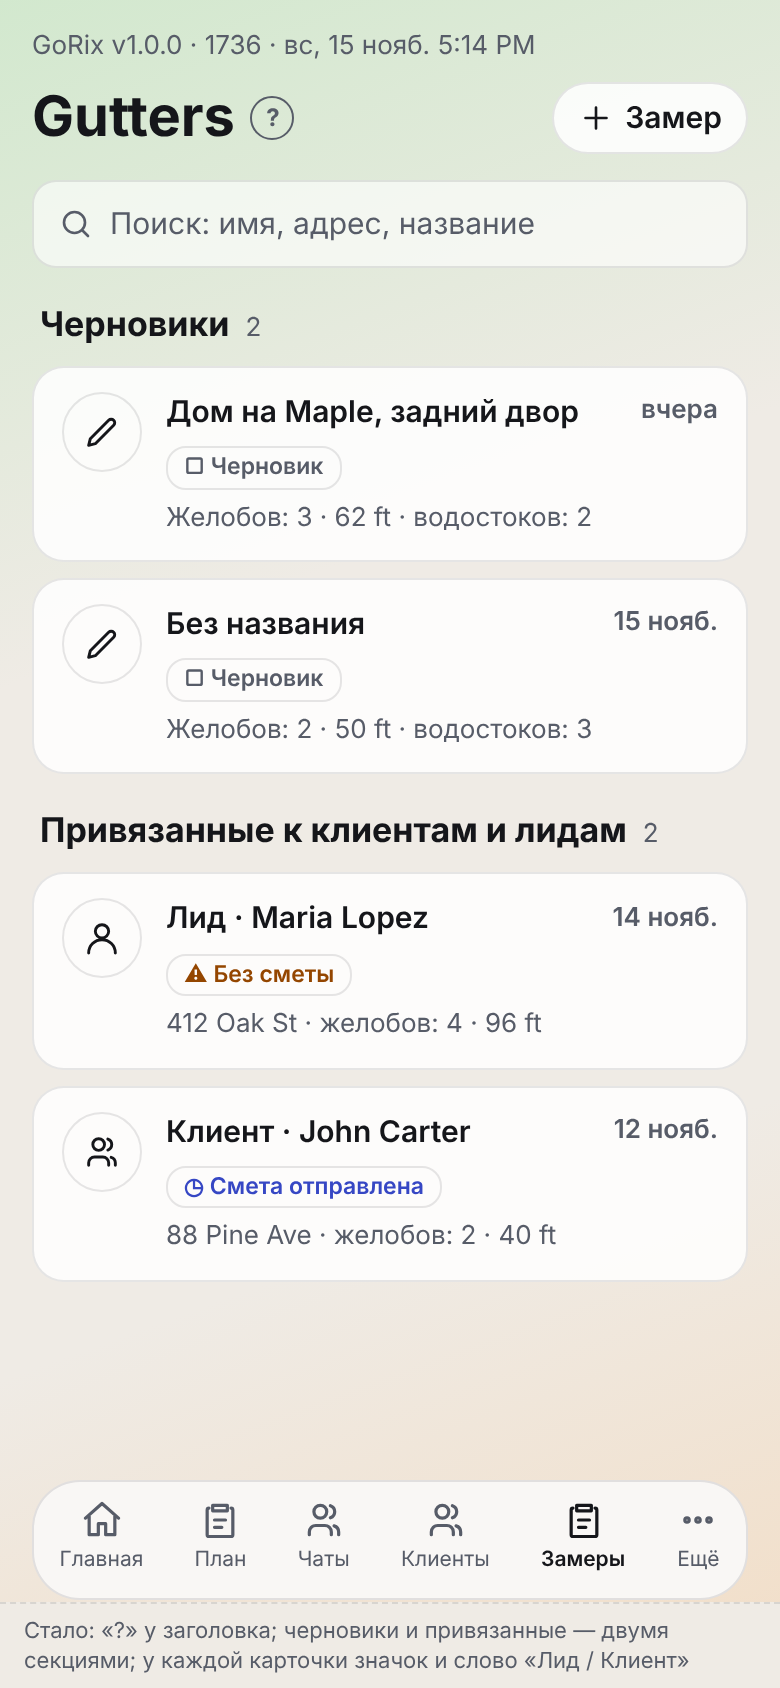 GoRix v1.0.0 · 1736 · вс, 15 нояб. 5:14 PM
Gutters ?
+ Замер
Поиск: имя, адрес, название
Черновики 2
Дом на Maple, задний двор
вчера
☐ Черновик
Желобов: 3 · 62 ft · водостоков: 2
Без названия
15 нояб.
☐ Черновик
Желобов: 2 · 50 ft · водостоков: 3
Привязанные к клиентам и лидам 2
Лид · Maria Lopez
14 нояб.
⚠ Без сметы
412 Oak St · желобов: 4 · 96 ft
Клиент · John Carter
12 нояб.
◷ Смета отправлена
88 Pine Ave · желобов: 2 · 40 ft
Главная
План
Чаты
Клиенты
Замеры
Ещё
Стало: «?» у заголовка; черновики и привязанные — двумя
секциями; у каждой карточки значок и слово «Лид / Клиент»